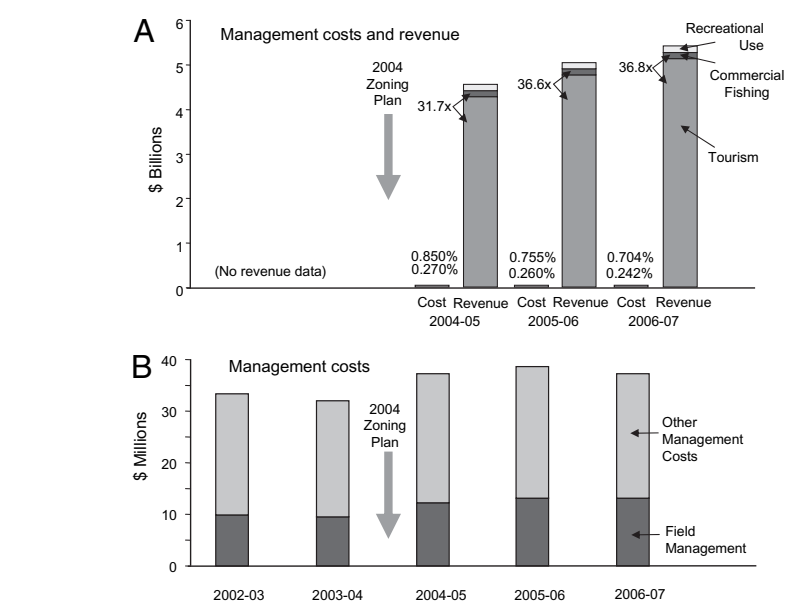 A
Management costs and revenue
$ Billions
6
5
4
3
2
1
0
2004
Zoning
Plan
(No revenue data)
31.7x
36.6x
36.8x
Recreational
Use
Commercial
Fishing
Tourism
0.850%
0.270%
0.755%
0.260%
0.704%
0.242%
Cost Revenue Cost Revenue Cost Revenue
2004-05 2005-06 2006-07
B
Management costs
$ Millions
40
30
20
10
0
2004
Zoning
Plan
Other
Management
Costs
Field
Management
2002-03 2003-04 2004-05 2005-06 2006-07